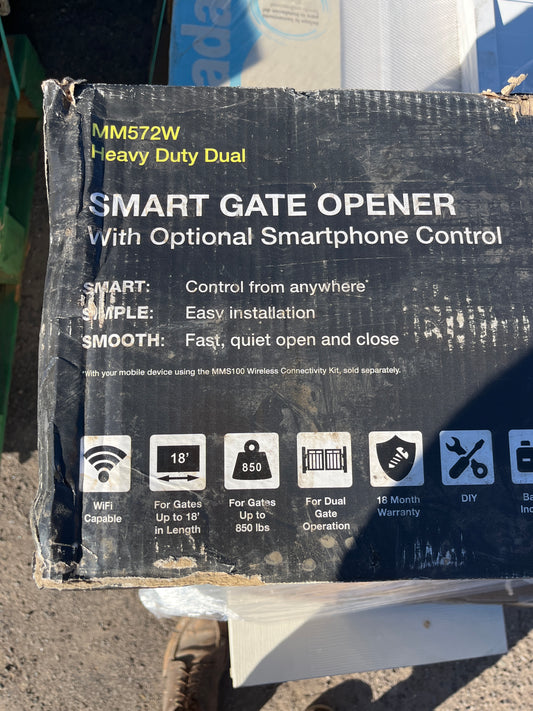 ada
MM572W
Heavy Duty Dual
SMART GATE OPENER
With Optional Smartphone Control
SMART: Control from anywhere*
SIMPLE: Easy installation
SMOOTH: Fast, quiet open and close
*With your mobile device using the MMS100 Wireless Connectivity Kit, sold separately.
18'
850
WiFi
Capable
For Gates
Up to 18'
in Length
For Gates
Up to
850 lbs
For Dual
Gate
Operation
18 Month
Warranty
DIY
Ba
Inc